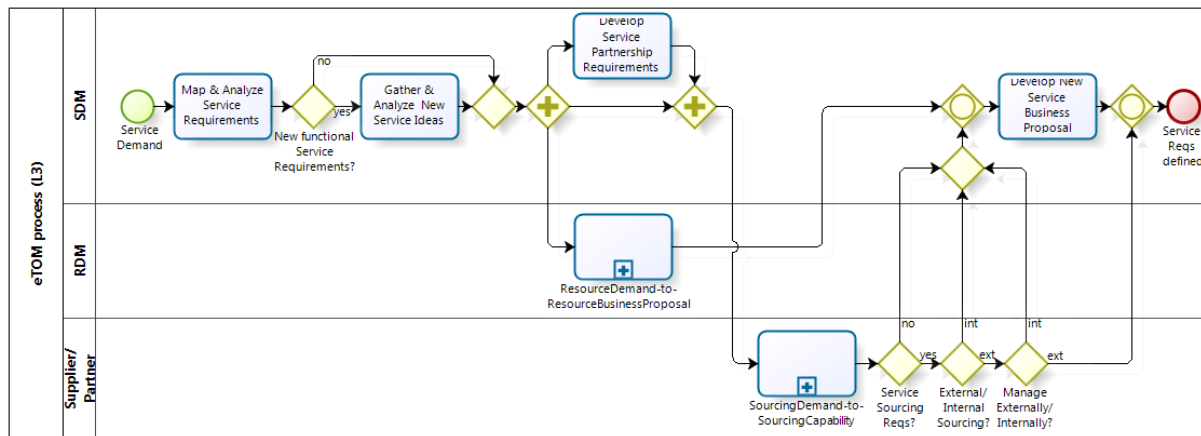 eTOM process (L3)
SDM
RDM
Supplier/
Partner
Service
Demand
Map & Analyze
Service
Requirements
no
yes
New functional
Service
Requirements?
Gather &
Analyze New
Service Ideas
Develop
Service
Partnership
Requirements
Develop New
Service
Business
Proposal
Service
Reqs
defined
ResourceDemand-to-
ResourceBusinessProposal
SourcingDemand-to-
SourcingCapability
no
yes
Service
Sourcing
Reqs?
int
ext
External/
Internal
Sourcing?
int
ext
Manage
Externally/
Internally?